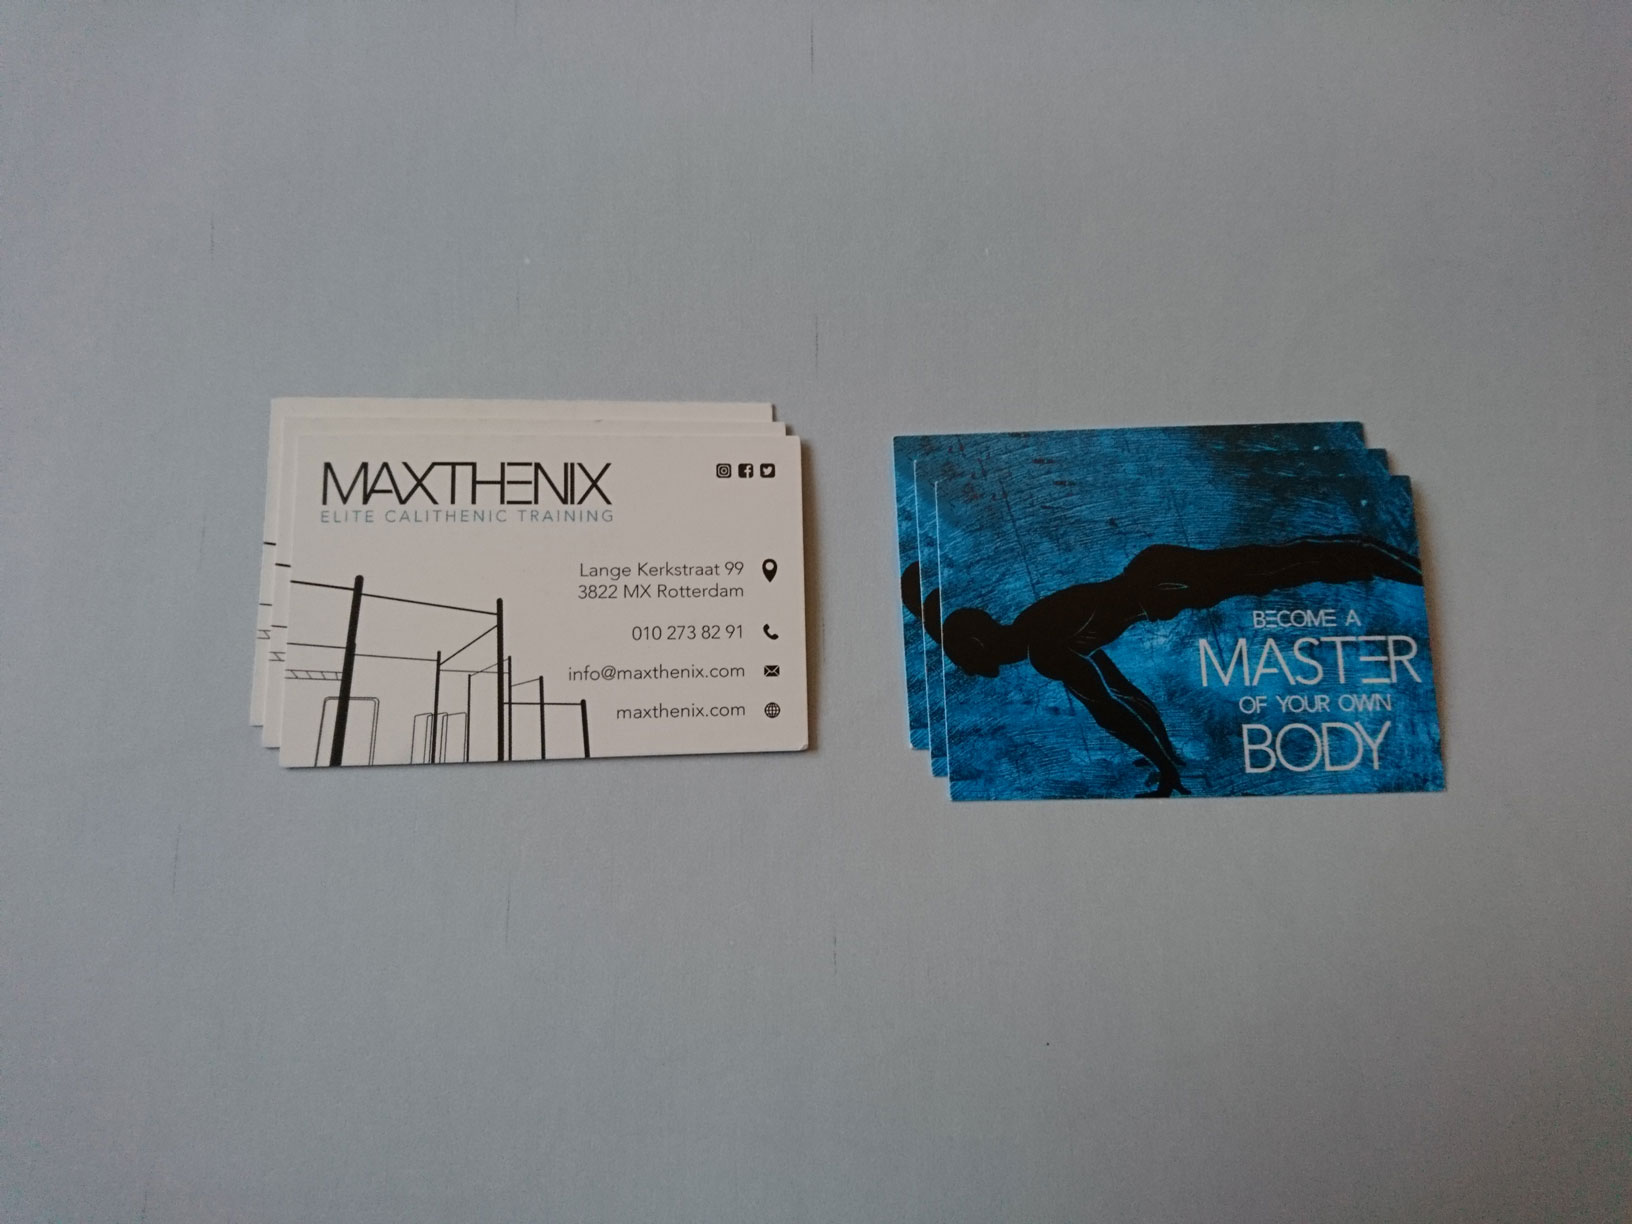 MAXTHENIX
ELITE CALITHENIC TRAINING
Lange Kerkstraat 99
3822 MX Rotterdam
010 273 82 91
info@maxthenix.com
maxthenix.com
BECOME A
MASTER
OF YOUR OWN
BODY